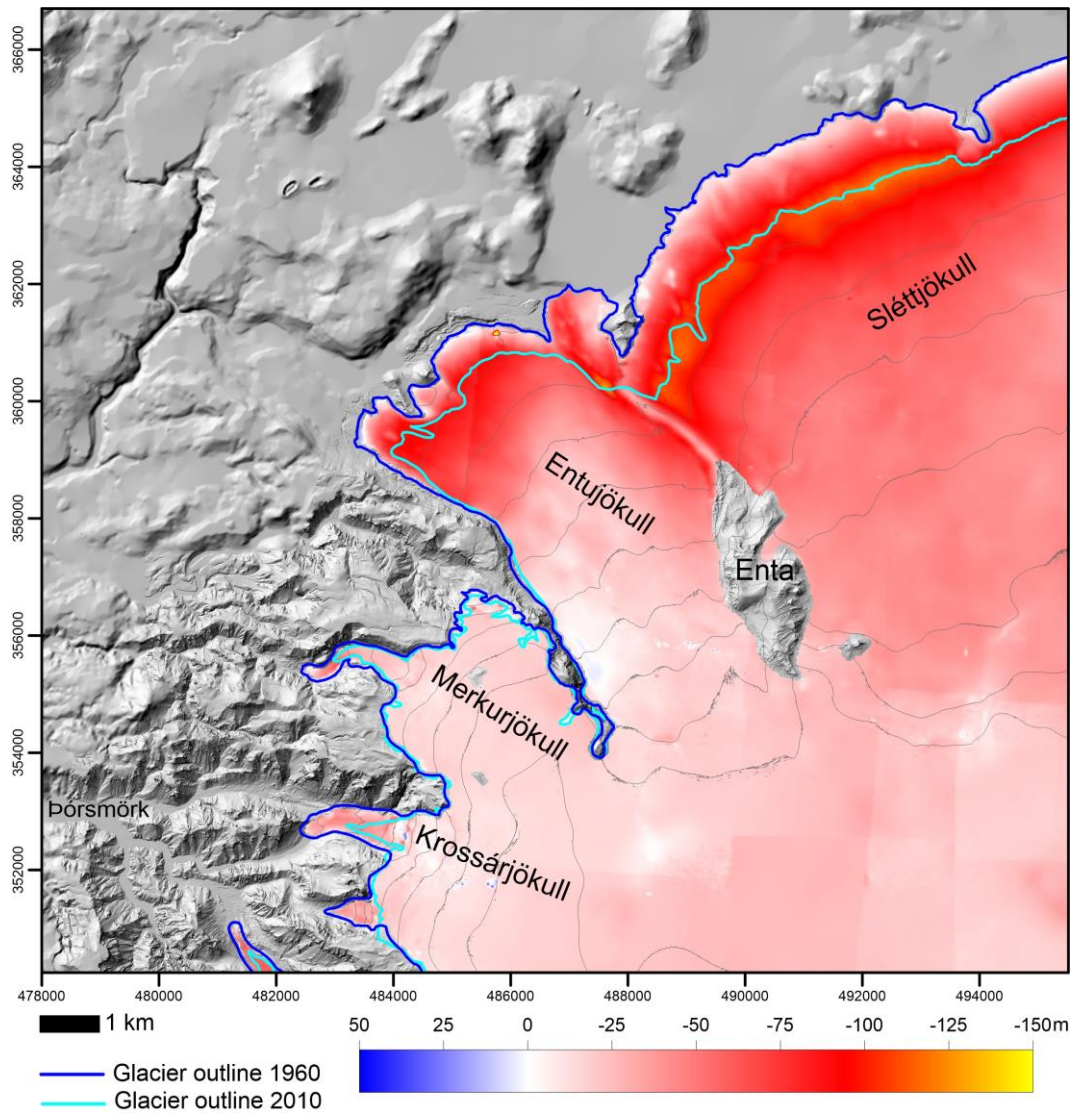 366000
364000
362000
360000
358000
356000
354000
352000
Sléttjökull
Entujökull
Enta
Merkurjökull
Þórsmörk
Krossárjökull
478000 480000 482000 484000 486000 488000 490000 492000 494000
1 km
50 25 0 -25 -50 -75 -100 -125 -150m
Glacier outline 1960
Glacier outline 2010